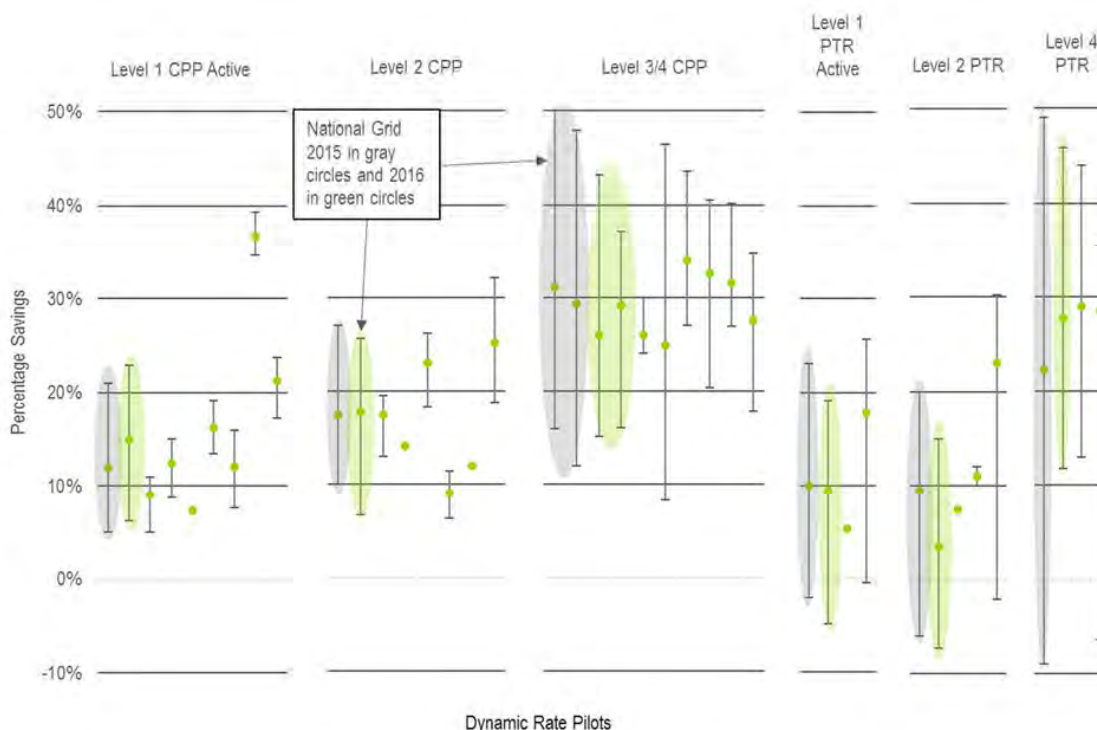 Level 1 CPP Active
Level 2 CPP
Level 3/4 CPP
Level 1
PTR
Active
Level 2 PTR
Level 4
PTR
50%
40%
30%
20%
10%
0%
-10%
Percentage Savings
National Grid
2015 in gray
circles and 2016
in green circles
Dynamic Rate Pilots